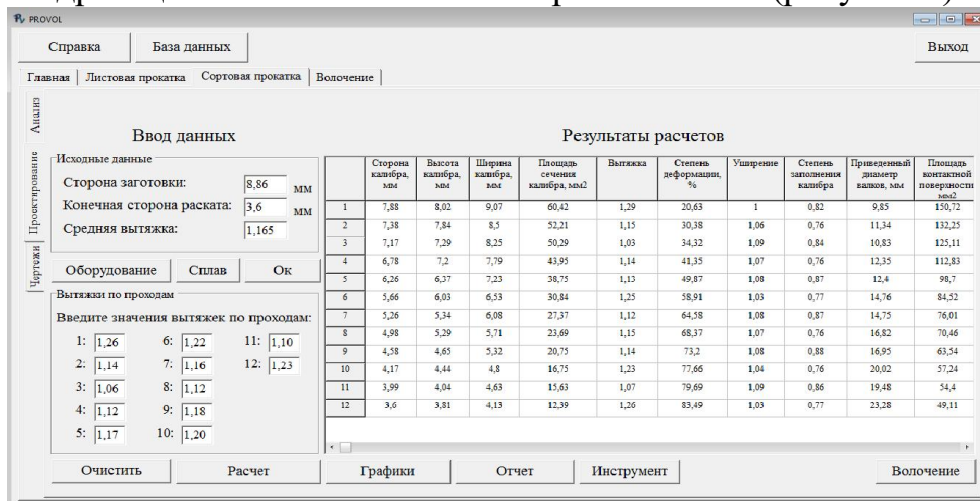 PROVOL
Справка База данных Выход
Главная Листовая прокатка Сортовая прокатка Волочение
Анализ
Проектирование
Чертежи
Ввод данных
Исходные данные
Сторона заготовки: 8,86 мм
Конечная сторона раската: 3,6 мм
Средняя вытяжка: 1,165
Оборудование Сплав Ок
Вытяжки по проходам
Введите значения вытяжек по проходам:
1: 1,26 6: 1,22 11: 1,10
2: 1,14 7: 1,16 12: 1,23
3: 1,06 8: 1,12
4: 1,12 9: 1,18
5: 1,17 10: 1,20
Результаты расчетов
Сторона калибра, мм Высота калибра, мм Ширина калибра, мм Площадь сечения калибра, мм2 Вытяжка Степень деформации, % Уширение Степень заполнения калибра Приведенный диаметр валков, мм Площадь контактной поверхности мм2
1 7,88 8,02 9,07 60,42 1,29 20,63 1 0,82 9,85 150,72
2 7,38 7,84 8,5 52,21 1,15 30,38 1,06 0,76 11,34 132,25
3 7,17 7,29 8,25 50,29 1,03 34,32 1,09 0,84 10,83 125,11
4 6,78 7,2 7,79 43,95 1,14 41,35 1,07 0,76 12,35 112,83
5 6,26 6,37 7,23 38,75 1,13 49,87 1,08 0,87 12,4 98,7
6 5,66 6,03 6,53 30,84 1,25 58,91 1,03 0,77 14,76 84,52
7 5,26 5,34 6,08 27,37 1,12 64,58 1,08 0,87 14,75 76,01
8 4,98 5,29 5,71 23,69 1,15 68,37 1,07 0,76 16,82 70,46
9 4,58 4,65 5,32 20,75 1,14 73,2 1,08 0,88 16,95 63,54
10 4,17 4,44 4,8 16,75 1,23 77,66 1,04 0,76 20,02 57,24
11 3,99 4,04 4,63 15,63 1,07 79,69 1,09 0,86 19,48 54,4
12 3,6 3,81 4,13 12,39 1,26 83,49 1,03 0,77 23,28 49,11
Очистить Расчет Графики Отчет Инструмент Волочение